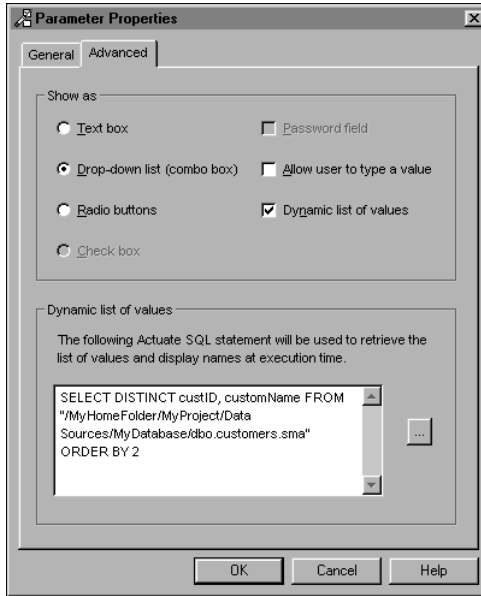 Parameter Properties
General Advanced
Show as
Text box Password field
Drop-down list (combo box) Allow user to type a value
Radio buttons Dynamic list of values
Check box
Dynamic list of values
The following Actuate SQL statement will be used to retrieve the
list of values and display names at execution time.
SELECT DISTINCT custID, customName FROM
"/MyHomeFolder/MyProject/Data
Sources/MyDatabase/dbo.customers.sma"
ORDER BY 2
...
OK Cancel Help